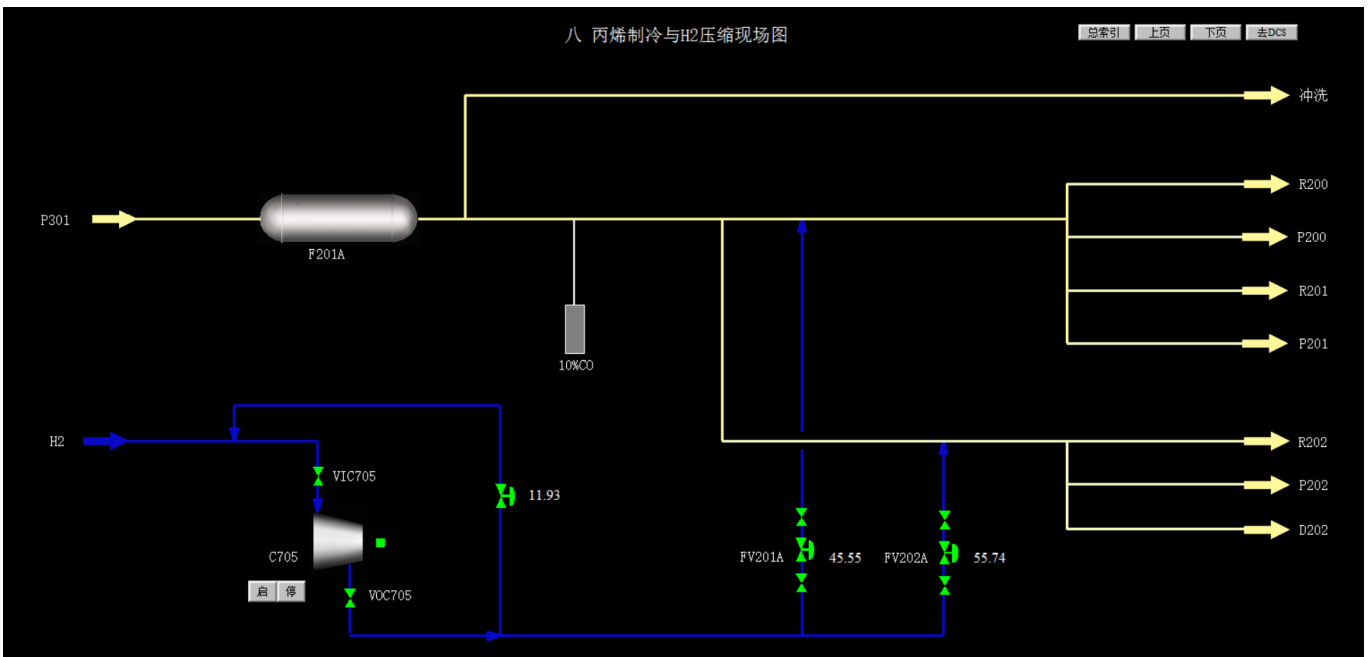 八 丙烯制冷与H2压缩现场图
总索引 上页 下页 去DCS
冲洗
R200
P301
P200
F201A
R201
P201
10%CO
H2
R202
VIC705
P202
11.93
D202
C705
FV201A 45.55 FV202A 55.74
启 停
VOC705